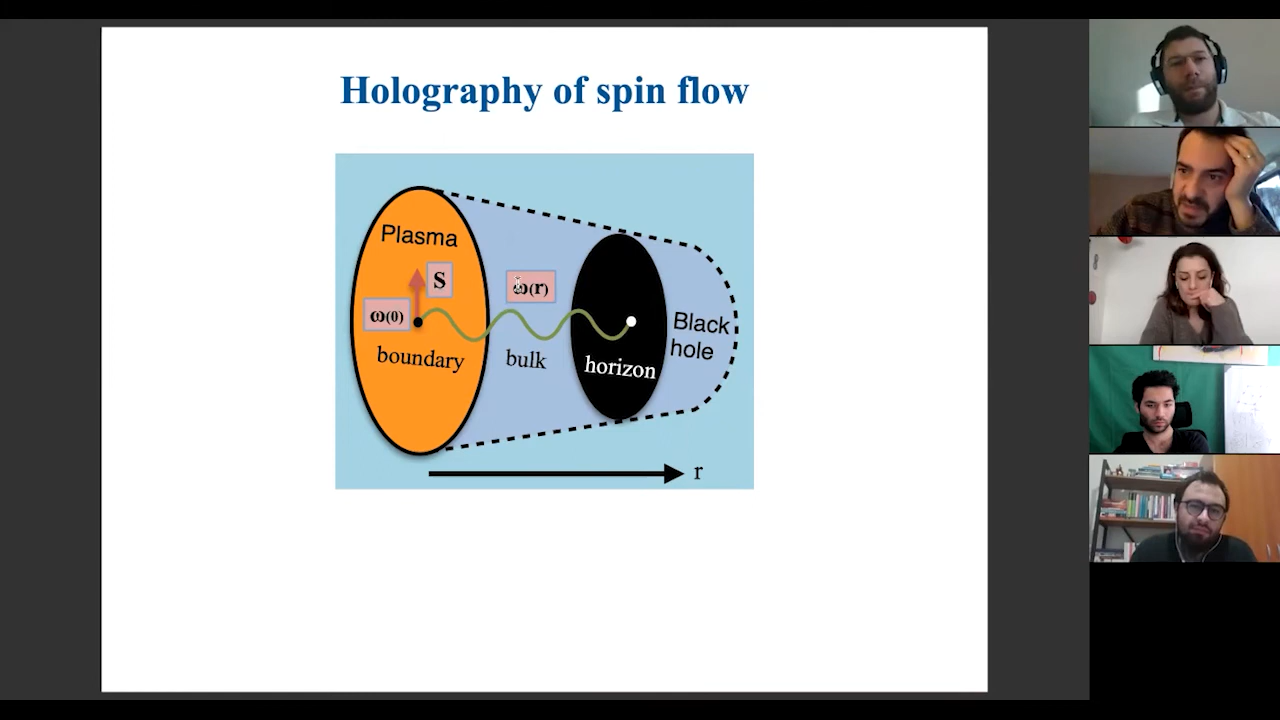 Holography of spin flow
Plasma
S
ω(0)
ω(r)
boundary
bulk
horizon
Black
hole
r